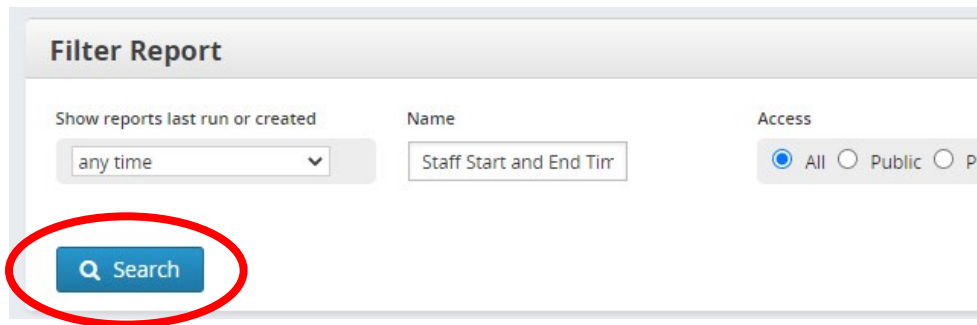 Filter Report
Show reports last run or created Name Access
any time Staff Start and End Tim All Public P
Search